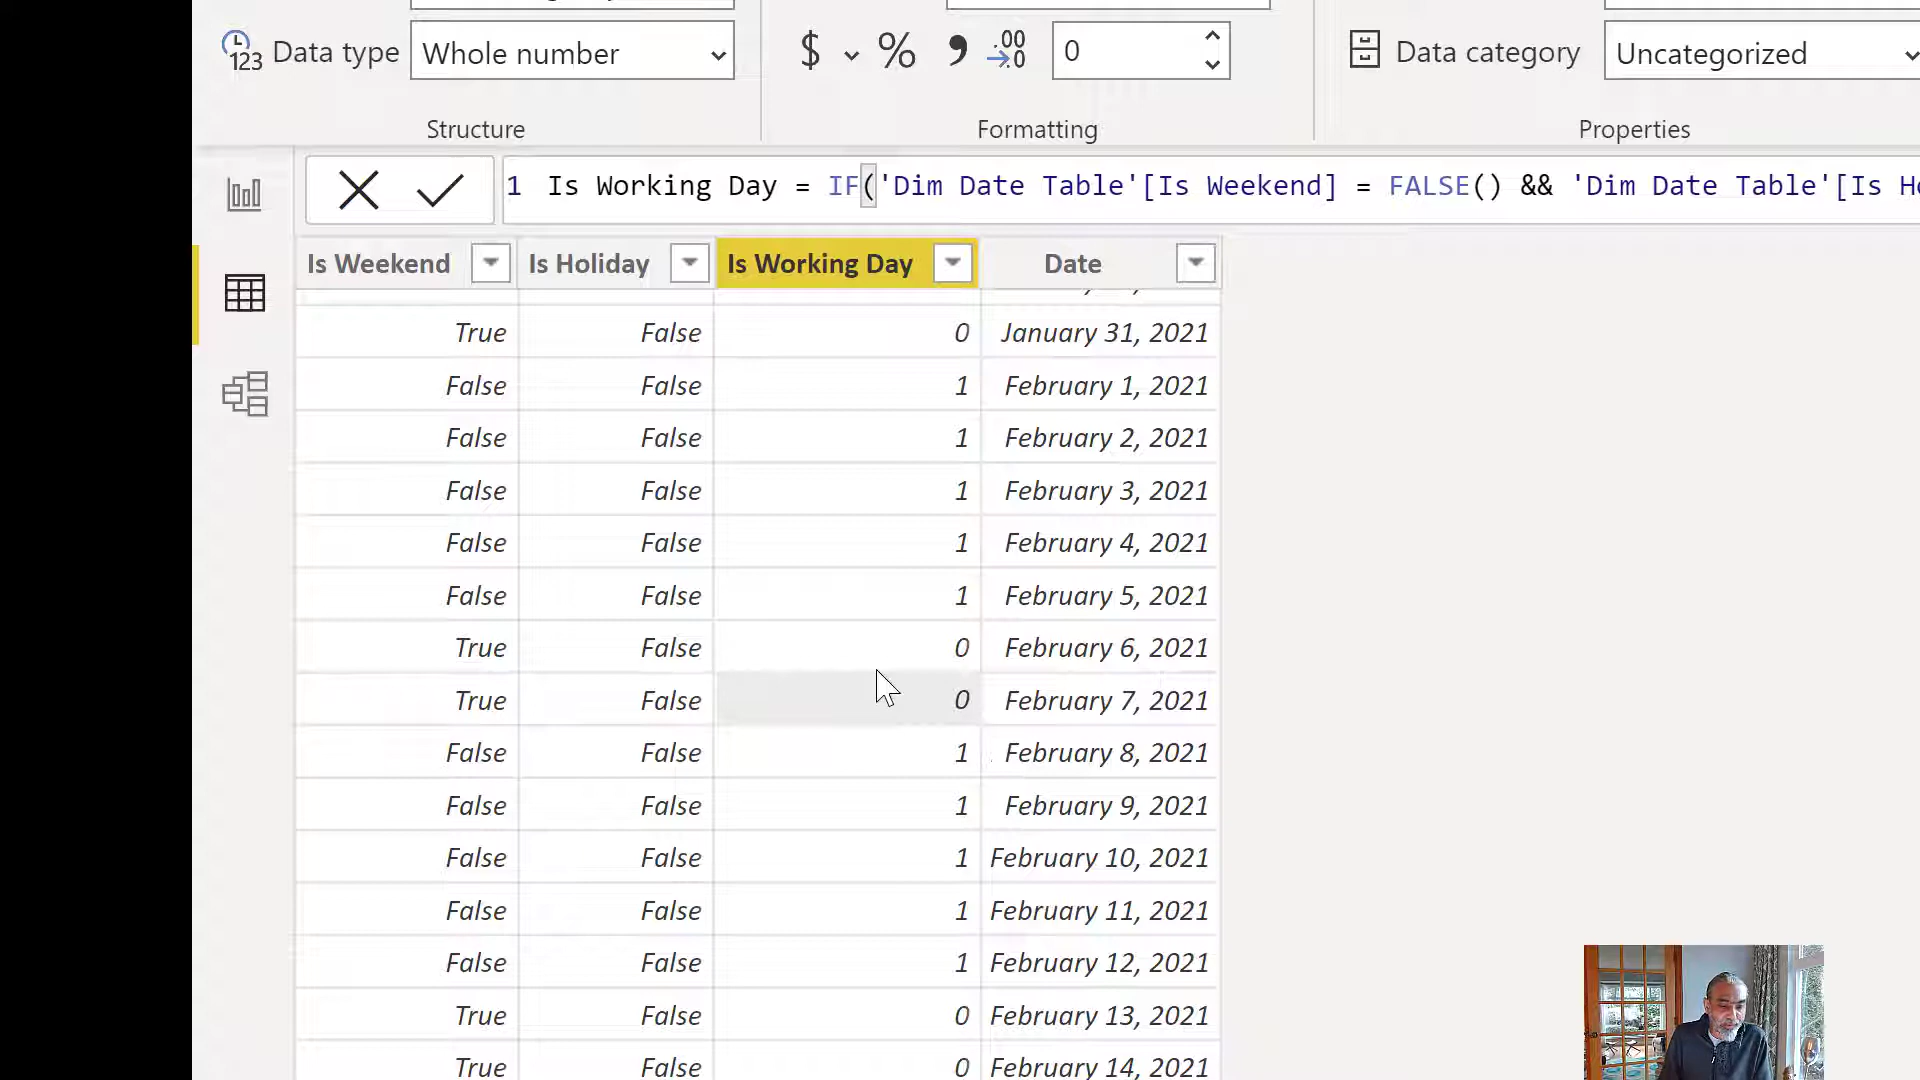 Data type Whole number $ % , .00 →.0 0 Data category Uncategorized
Structure Formatting Properties
1 Is Working Day = IF('Dim Date Table'[Is Weekend] = FALSE() && 'Dim Date Table'[Is
Is Weekend Is Holiday Is Working Day Date
True False 0 January 31, 2021
False False 1 February 1, 2021
False False 1 February 2, 2021
False False 1 February 3, 2021
False False 1 February 4, 2021
False False 1 February 5, 2021
True False 0 February 6, 2021
True False 0 February 7, 2021
False False 1 February 8, 2021
False False 1 February 9, 2021
False False 1 February 10, 2021
False False 1 February 11, 2021
False False 1 February 12, 2021
True False 0 February 13, 2021
True False 0 February 14, 2021